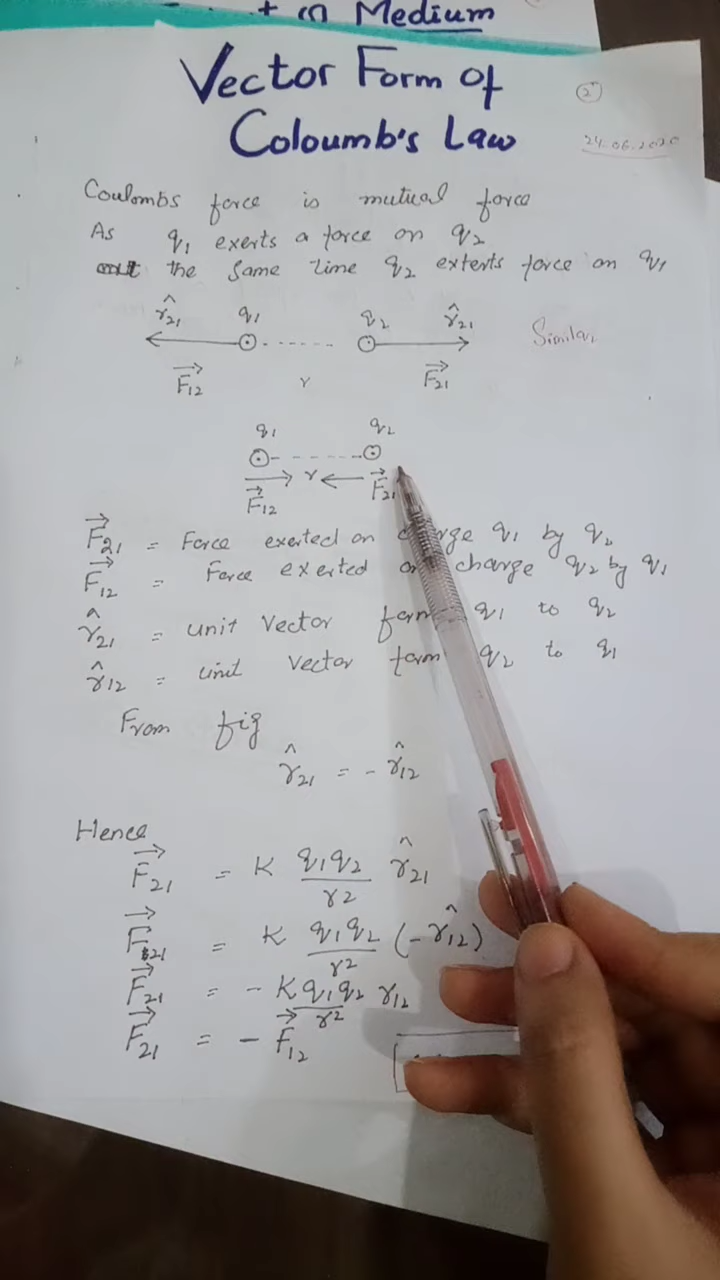 in Medium
Vector Form of
Coloumb's Law
2
24.06.2020
Coulombs force is mutual force
As q₁ exerts a force on q₂
the same time q₂ exterts force on q₁
r̂₂₁ q₁ q₂ r̂₂₁
Similar
F⃗₁₂ r F⃗₂₁
q₁ q₂
r
F⃗₁₂ F⃗₂₁
F⃗₂₁ = Force exerted on charge q₁ by q₂
F⃗₁₂ = Force exerted on charge q₂ by q₁
r̂₂₁ = unit vector form q₁ to q₂
r̂₁₂ = unit vector form q₂ to q₁
From fig
r̂₂₁ = - r̂₁₂
Hence
F⃗₂₁ = K q₁q₂/r² r̂₂₁
F⃗₂₁ = K q₁q₂/r² (-r̂₁₂)
F⃗₂₁ = - K q₁q₂/r² r₁₂
F⃗₂₁ = - F⃗₁₂